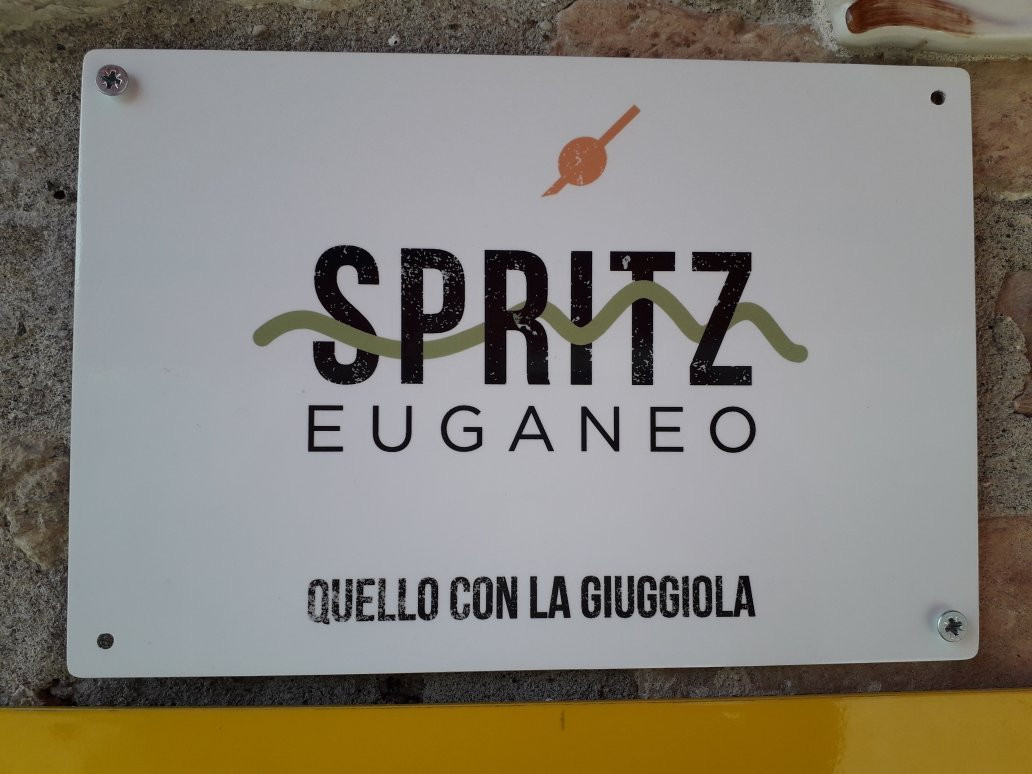 SPRITZ
EUGANEO
QUELLO CON LA GIUGGIOLA